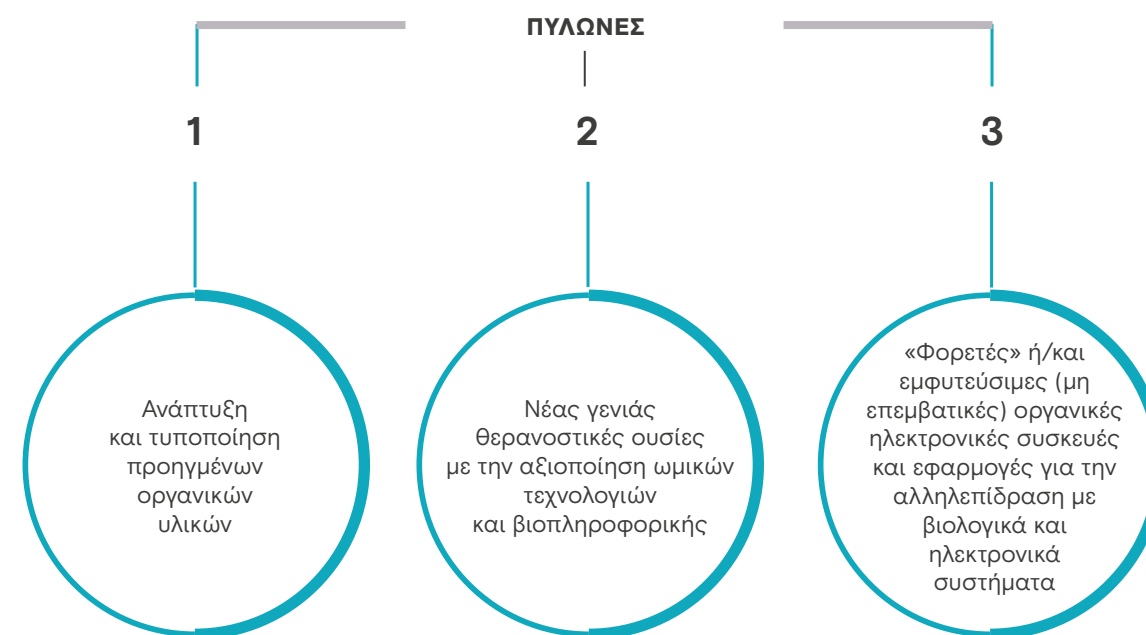 ΠΥΛΩΝΕΣ
1
2
3
Ανάπτυξη
και τυποποίηση
προηγμένων
οργανικών
υλικών
Νέας γενιάς
θερανοστικές ουσίες
με την αξιοποίηση ωμικών
τεχνολογιών
και βιοπληροφορικής
«Φορετές» ή/και
εμφυτεύσιμες (μη
επεμβατικές) οργανικές
ηλεκτρονικές συσκευές
και εφαρμογές για την
αλληλεπίδραση με
βιολογικά και
ηλεκτρονικά
συστήματα